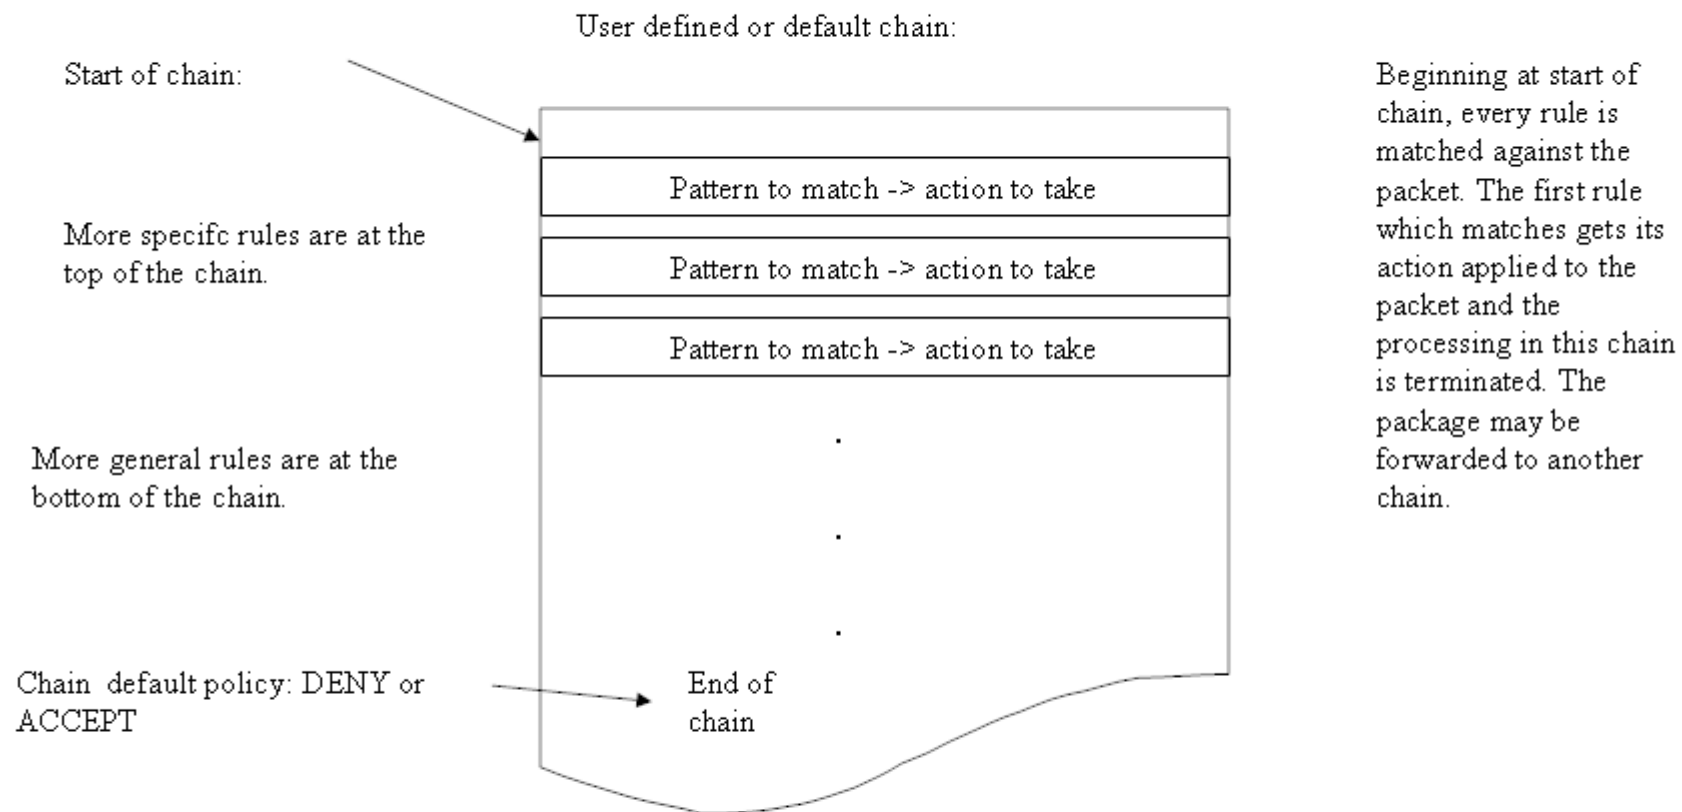 User defined or default chain:
Start of chain:
Pattern to match -> action to take
More specifc rules are at the
top of the chain.
Pattern to match -> action to take
Pattern to match -> action to take
More general rules are at the
bottom of the chain.
.
.
.
Chain default policy: DENY or
ACCEPT
End of
chain
Beginning at start of
chain, every rule is
matched against the
packet. The first rule
which matches gets its
action applied to the
packet and the
processing in this chain
is terminated. The
package may be
forwarded to another
chain.